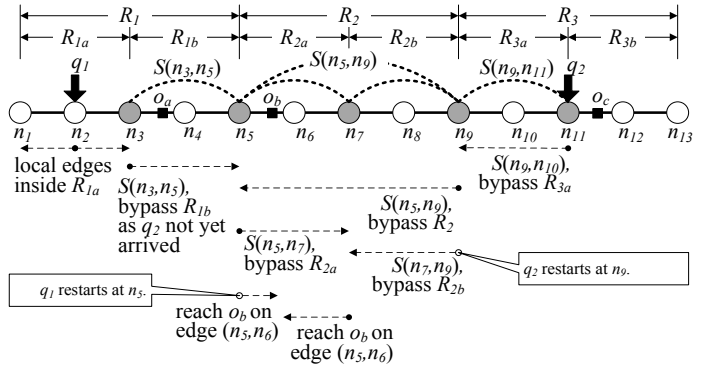 R1 R2 R3
R1a R1b R2a R2b R3a R3b
q1 S(n3,n5) S(n5,n9) S(n9,n11) q2
oa ob oc
n1 n2 n3 n4 n5 n6 n7 n8 n9 n10 n11 n12 n13
local edges
inside R1a
S(n3,n5),
bypass R1b
as q2 not yet
arrived
S(n9,n10),
bypass R3a
S(n5,n9),
bypass R2
S(n5,n7),
bypass R2a
S(n7,n9),
bypass R2b
q1 restarts at n5.
q2 restarts at n9.
reach ob on
edge (n5,n6)
reach ob on
edge (n5,n6)